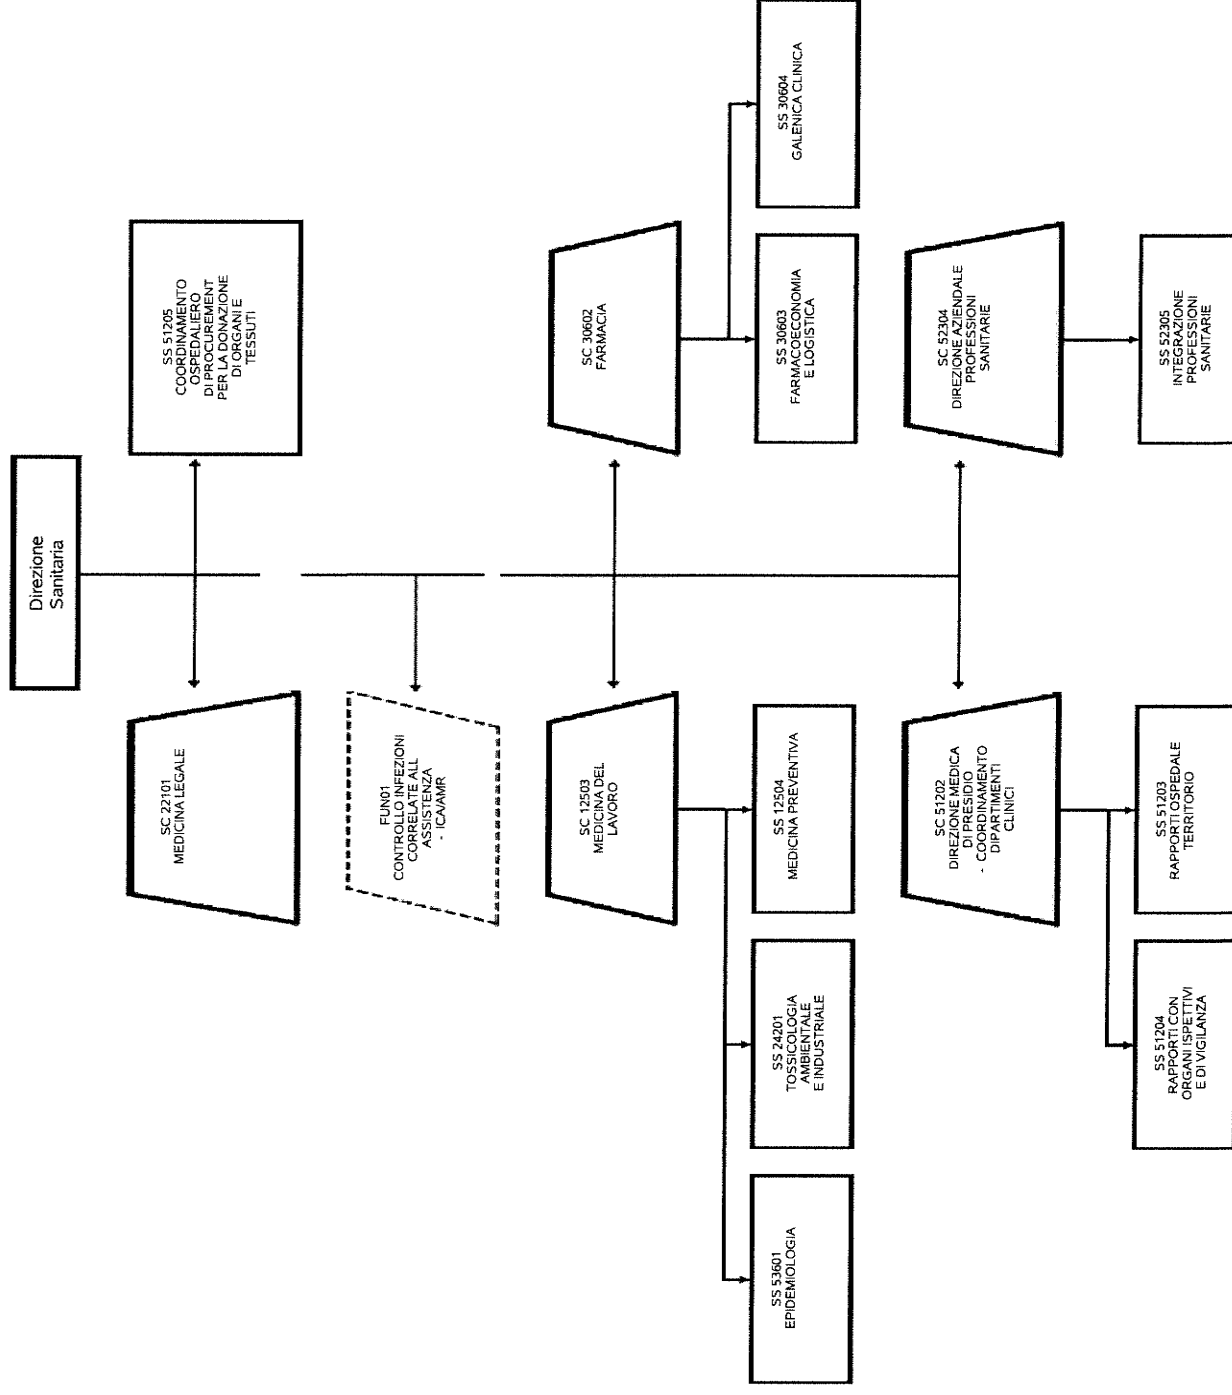 Direzione
Sanitaria
SC 22101
MEDICINA LEGALE
SS 51205
COORDINAMENTO
OSPEDALIERO
DI PROCUREMENT
PER LA DONAZIONE
DI ORGANI E
TESSUTI
FUN01
CONTROLLO INFEZIONI
CORRELATE ALL
ASSISTENZA
- ICA\AMR
SC 12503
MEDICINA DEL
LAVORO
SC 30602
FARMACIA
SS 53601
EPIDEMIOLOGIA
SS 24201
TOSSICOLOGIA
AMBIENTALE
E INDUSTRIALE
SS 12504
MEDICINA PREVENTIVA
SS 30603
FARMACOECONOMIA
E LOGISTICA
SS 30604
GALENICA CLINICA
SC 51202
DIREZIONE MEDICA
DI PRESIDIO
- COORDINAMENTO
DIPARTIMENTI
CLINICI
SC 52304
DIREZIONE AZIENDALE
PROFESSIONI
SANITARIE
SS 51204
RAPPORTI CON
ORGANI ISPETTIVI
E DI VIGILANZA
SS 51203
RAPPORTI OSPEDALE
TERRITORIO
SS 52305
INTEGRAZIONE
PROFESSIONI
SANITARIE